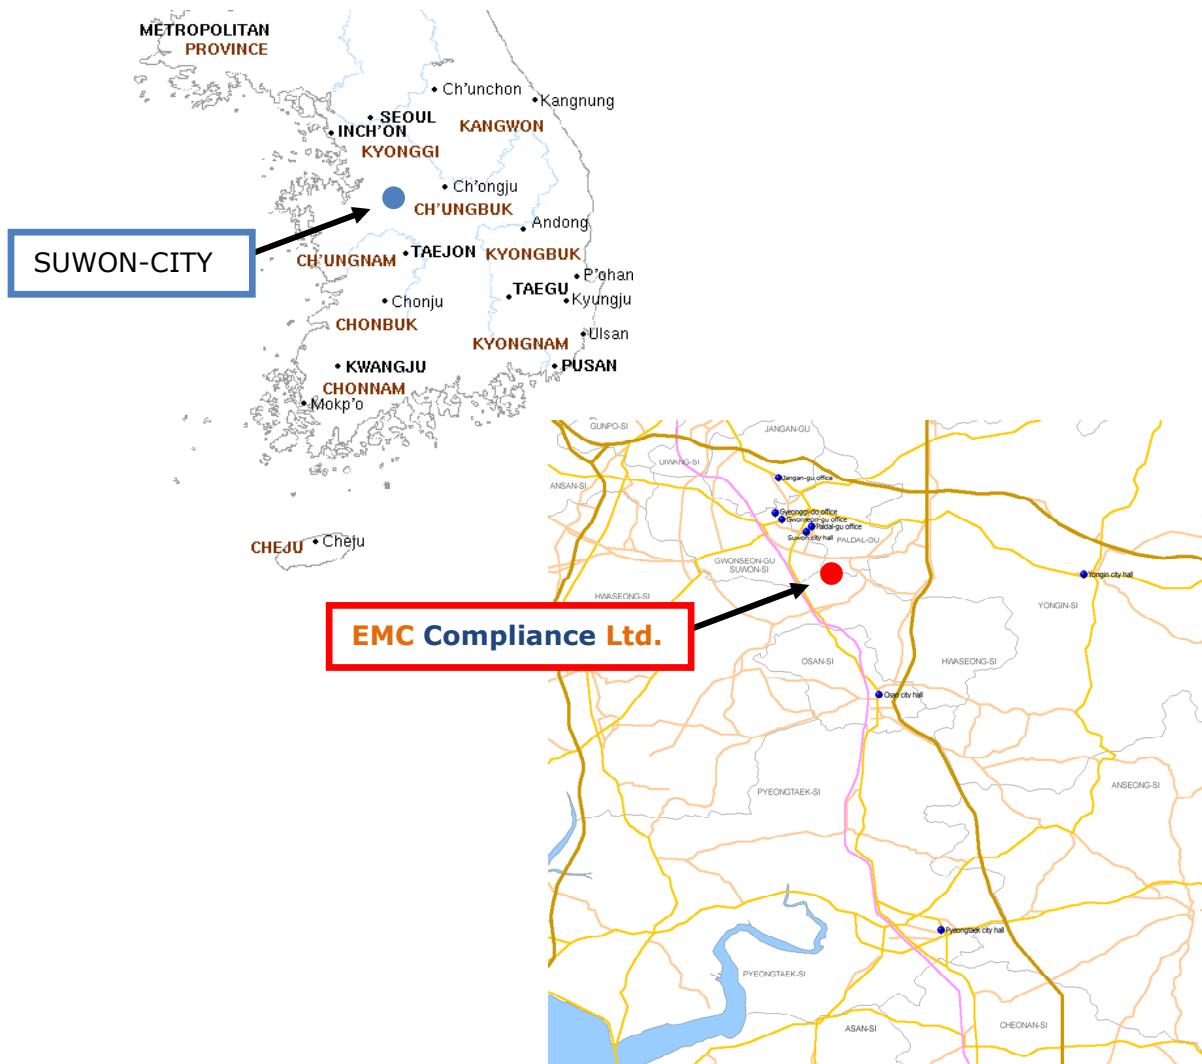 METROPOLITAN
PROVINCE
Ch'unchon
Kangnung
SEOUL
INCH'ON
KANGWON
KYONGGI
Ch'ongju
CH'UNGBUK
Andong
SUWON-CITY
CH'UNGNAM
TAEJON
KYONGBUK
P'ohan
TAEGU
Kyungju
Chonju
CHONBUK
Ulsan
KYONGNAM
KWANGJU
PUSAN
CHONNAM
Mokp'o
CHEJU
Cheju
GUNPO-SI
JANGAN-GU
UIWANG-SI
Jangan-gu office
ANSAN-SI
Gyeonggi-do office
Gwonseon-gu office
Paldal-gu office
Suwon city hall
PALDAL-GU
GWONSEON-GU
SUWON-SI
Yongin city hall
HWASEONG-SI
YONGIN-SI
EMC Compliance Ltd.
OSAN-SI
HWASEONG-SI
Osan city hall
ANSEONG-SI
PYEONGTAEK-SI
Pyeongtaek city hall
PYEONGTAEK-SI
ASAN-SI
CHEONAN-SI